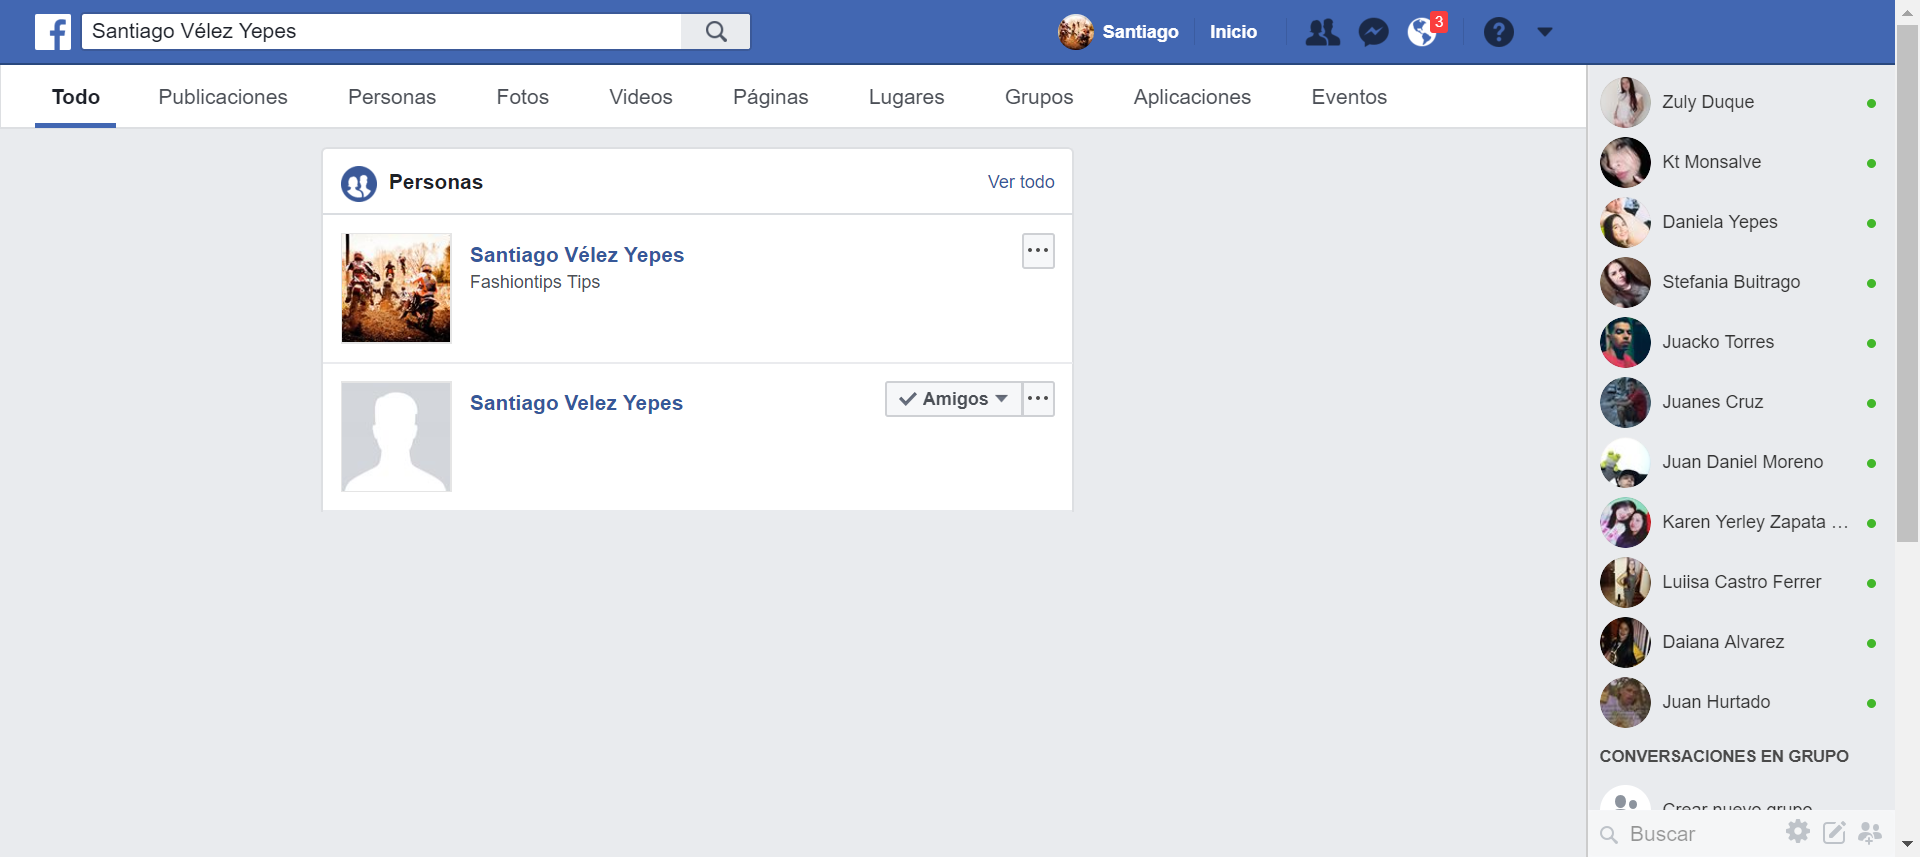 Santiago Vélez Yepes
Santiago
Inicio
3
Todo
Publicaciones
Personas
Fotos
Videos
Páginas
Lugares
Grupos
Aplicaciones
Eventos
Personas
Ver todo
Santiago Vélez Yepes
Fashiontips Tips
Santiago Velez Yepes
Amigos
Zuly Duque
Kt Monsalve
Daniela Yepes
Stefania Buitrago
Juacko Torres
Juanes Cruz
Juan Daniel Moreno
Karen Yerley Zapata ...
Luiisa Castro Ferrer
Daiana Alvarez
Juan Hurtado
CONVERSACIONES EN GRUPO
Crear nuevo grupo
Buscar